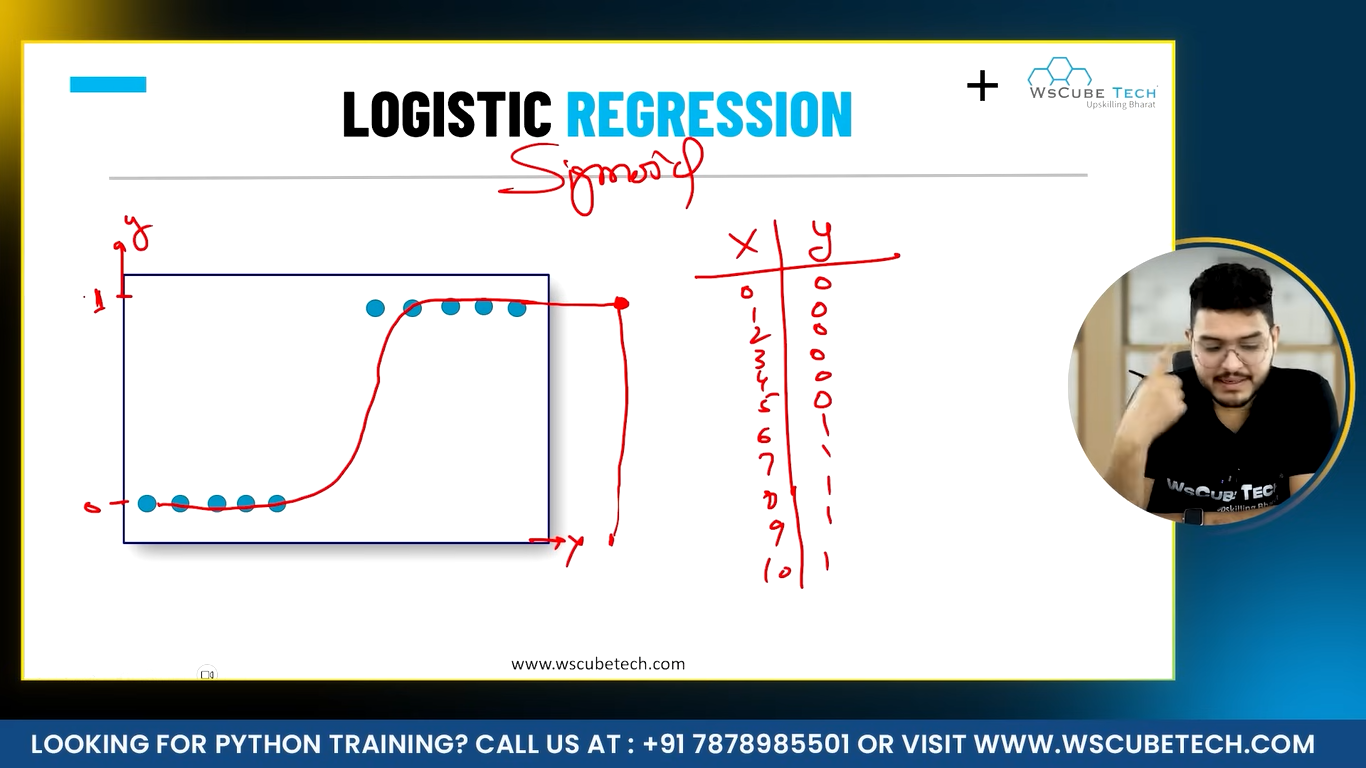 LOGISTIC REGRESSION
+
WsCube Tech
Upskilling Bharat
Sigmoid
y
1
0
X
X y
0 0
1 0
2 0
3 0
4 0
5 0
6 1
7 1
8 1
9 1
10 1
WsCube Tech
Upskilling Bharat
www.wscubetech.com
LOOKING FOR PYTHON TRAINING? CALL US AT : +91 7878985501 OR VISIT WWW.WSCUBETECH.COM